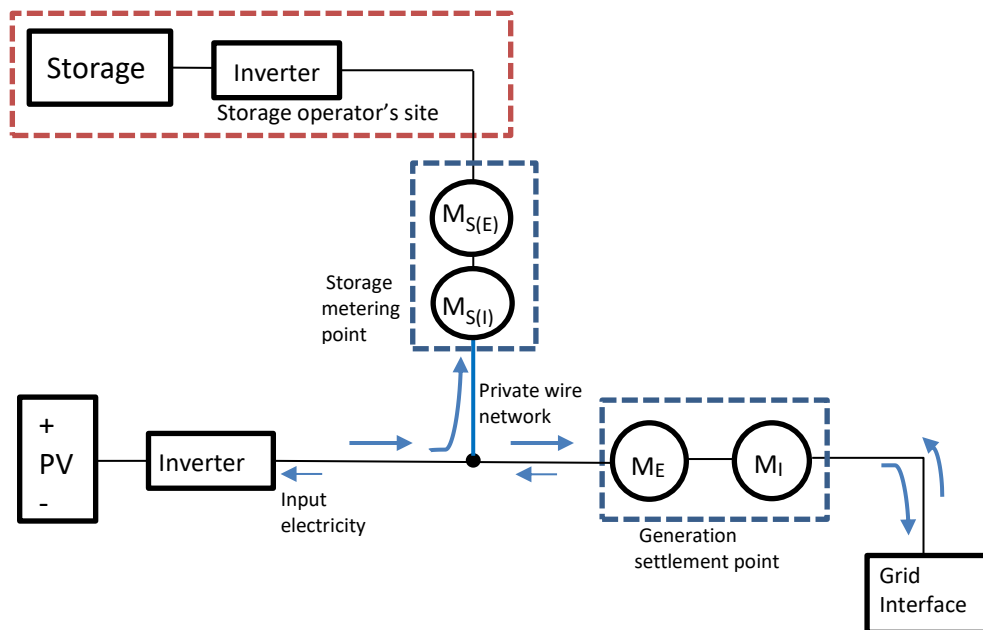 Storage
Inverter
Storage operator’s site
MS(E)
Storage
metering
point
MS(I)
Private wire
network
+
PV
-
Inverter
Input
electricity
ME
MI
Generation
settlement point
Grid
Interface